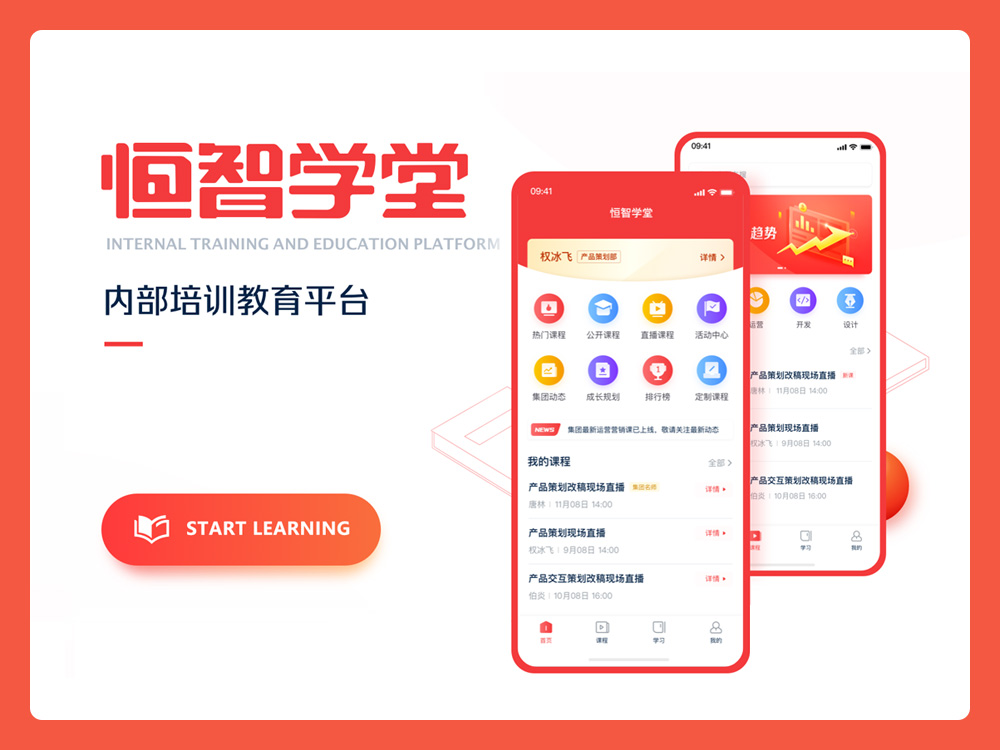 恒智学堂
INTERNAL TRAINING AND EDUCATION PLATFORM
内部培训教育平台
START LEARNING
09:41
恒智学堂
权冰飞 产品策划部 详情
热门课程 公开课程 直播课程 活动中心
集团动态 成长规划 排行榜 定制课程
NEWS 集团最新运营营销课已上线，敬请关注最新动态
我的课程 全部
产品策划改稿现场直播 集团名师 详情
唐林 | 11月08日 14:00
产品策划现场直播 详情
权冰飞 | 9月08日 14:00
产品交互策划改稿现场直播 详情
伯炎 | 10月08日 16:00
首页 课程 学习 我的
09:41
趋势
运营 开发 设计
全部
产品策划改稿现场直播 新课
唐林 | 11月08日 14:00
产品策划现场直播
权冰飞 | 9月08日 14:00
产品交互策划改稿现场直播
伯炎 | 10月08日 16:00
课程 学习 我的